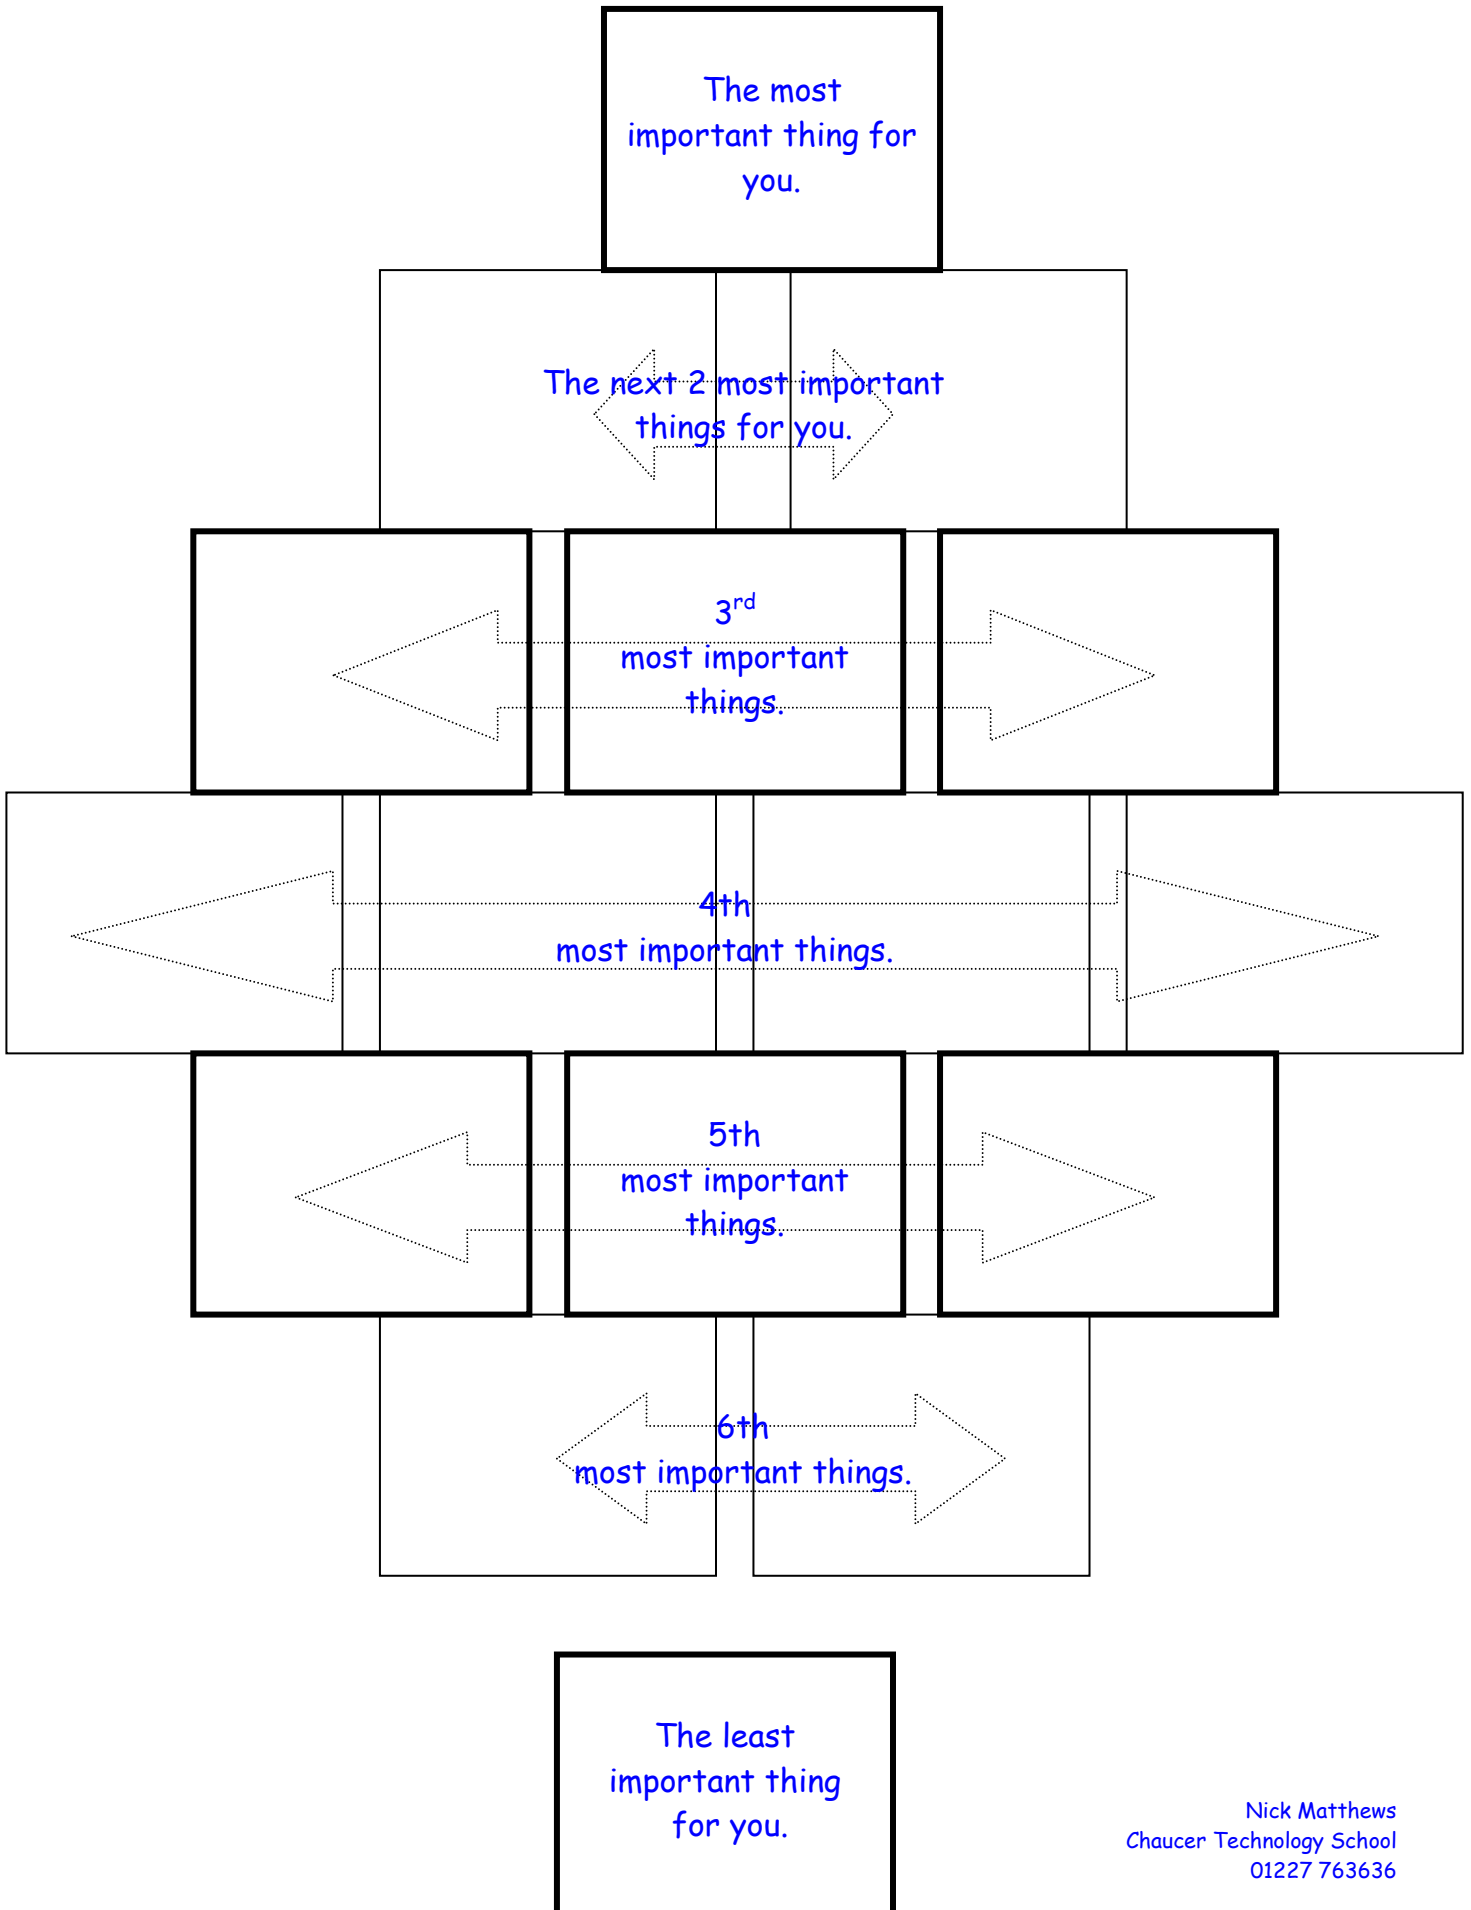 The most
important thing for
you.
The next 2 most important
things for you.
3rd
most important
things.
4th
most important things.
5th
most important
things.
6th
most important things.
The least
important thing
for you.
Nick Matthews
Chaucer Technology School
01227 763636